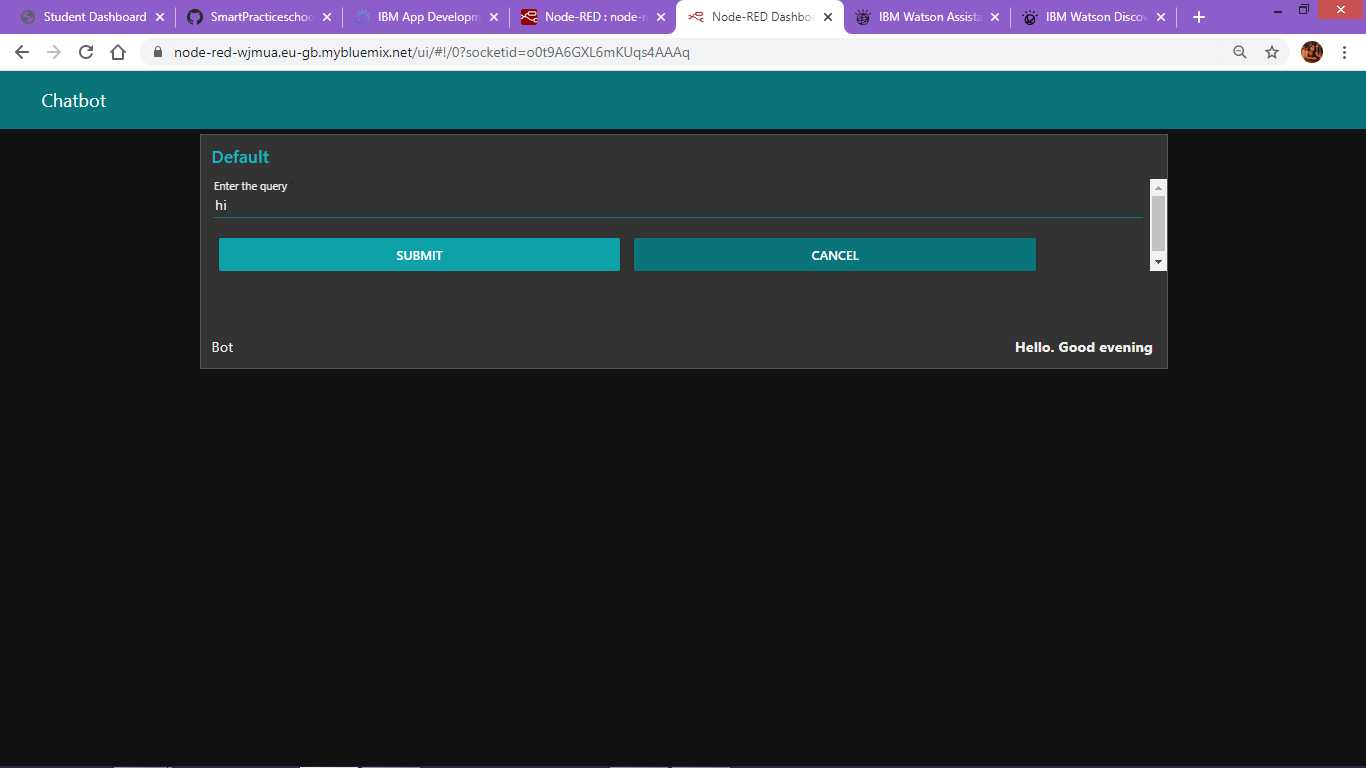 Student Dashboard
SmartPracticeschoo
IBM App Developm
Node-RED : node-r
Node-RED Dashboa
IBM Watson Assista
IBM Watson Discov
node-red-wjmua.eu-gb.mybluemix.net/ui/#!/0?socketid=o0t9A6GXL6mKUqs4AAAq
Chatbot
Default
Enter the query
hi
SUBMIT CANCEL
Bot Hello. Good evening